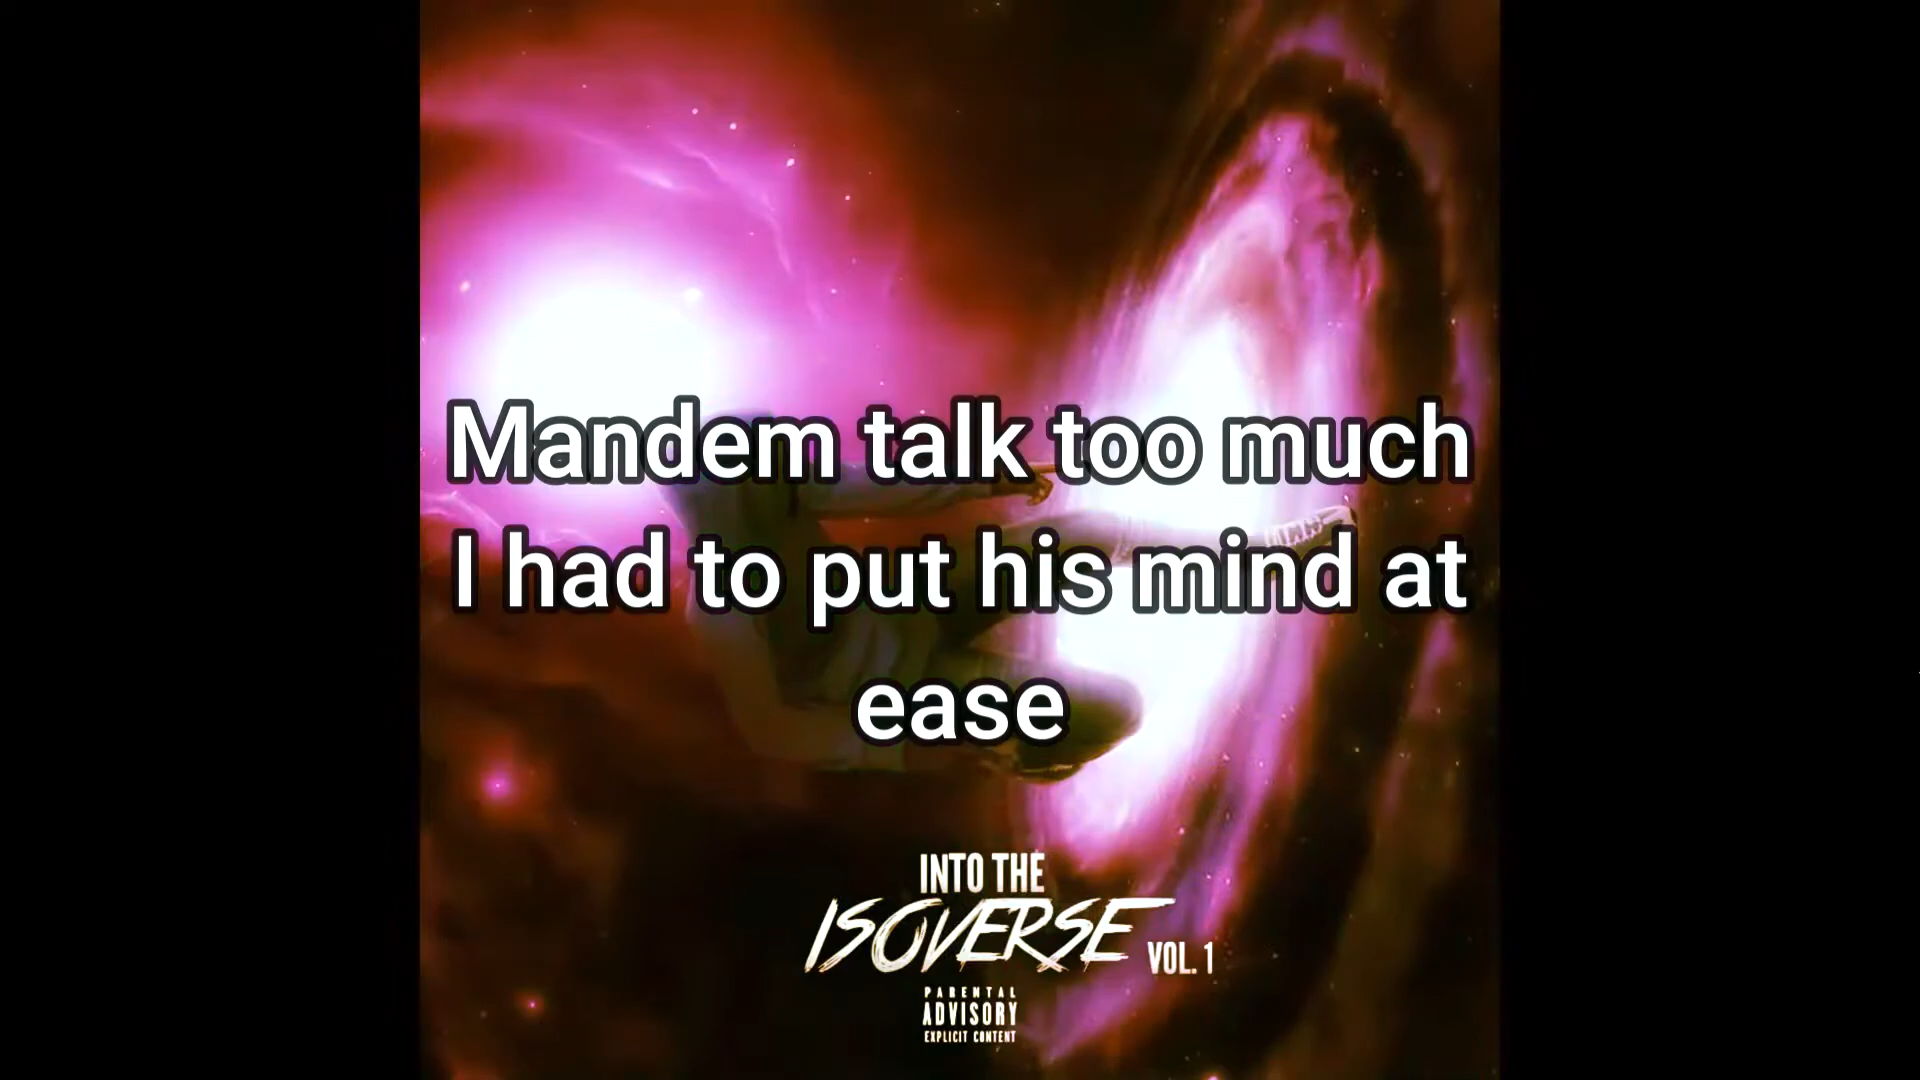 Mandem talk too much
I had to put his mind at
ease
INTO THE
ISOVERSE VOL. 1
PARENTAL
ADVISORY
EXPLICIT CONTENT